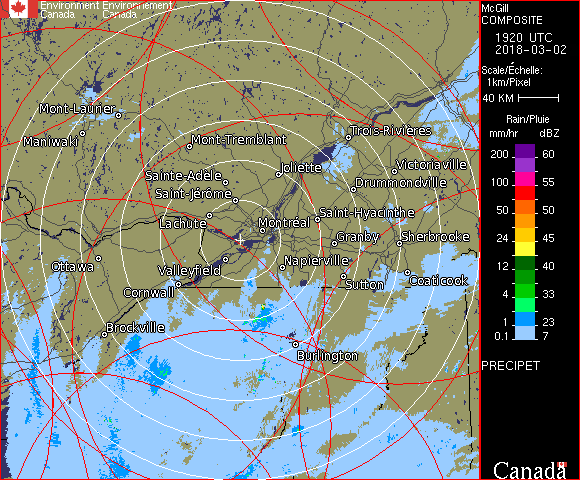 Environment Environnement
Canada Canada
McGill
COMPOSITE
1920 UTC
2018-03-02
Scale/Échelle:
1km/Pixel
40 KM
Rain/Pluie
mm/hr dBZ
200 60
100 55
50 50
24 45
12 40
4 33
1 23
0.1 7
PRECIPET
Canada
Mont-Laurier
Maniwaki
Mont-Tremblant
Trois-Rivières
Sainte-Adèle
Joliette
Victoriaville
Saint-Jérôme
Drummondville
Lachute
Montréal
Saint-Hyacinthe
Granby
Sherbrooke
Ottawa
Valleyfield
Napierville
Cornwall
Sutton
Coaticook
Brockville
Burlington